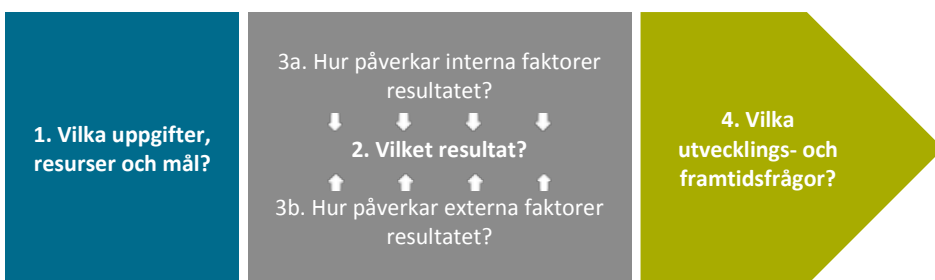 1. Vilka uppgifter,
resurser och mål?
3a. Hur påverkar interna faktorer
resultatet?
2. Vilket resultat?
3b. Hur påverkar externa faktorer
resultatet?
4. Vilka
utvecklings- och
framtidsfrågor?